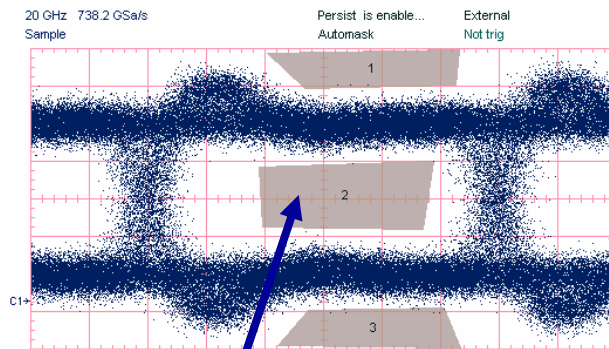 20 GHz 738.2 GSa/s
Persist is enable...
External
Sample
Automask
Not trig
1
2
C1
3